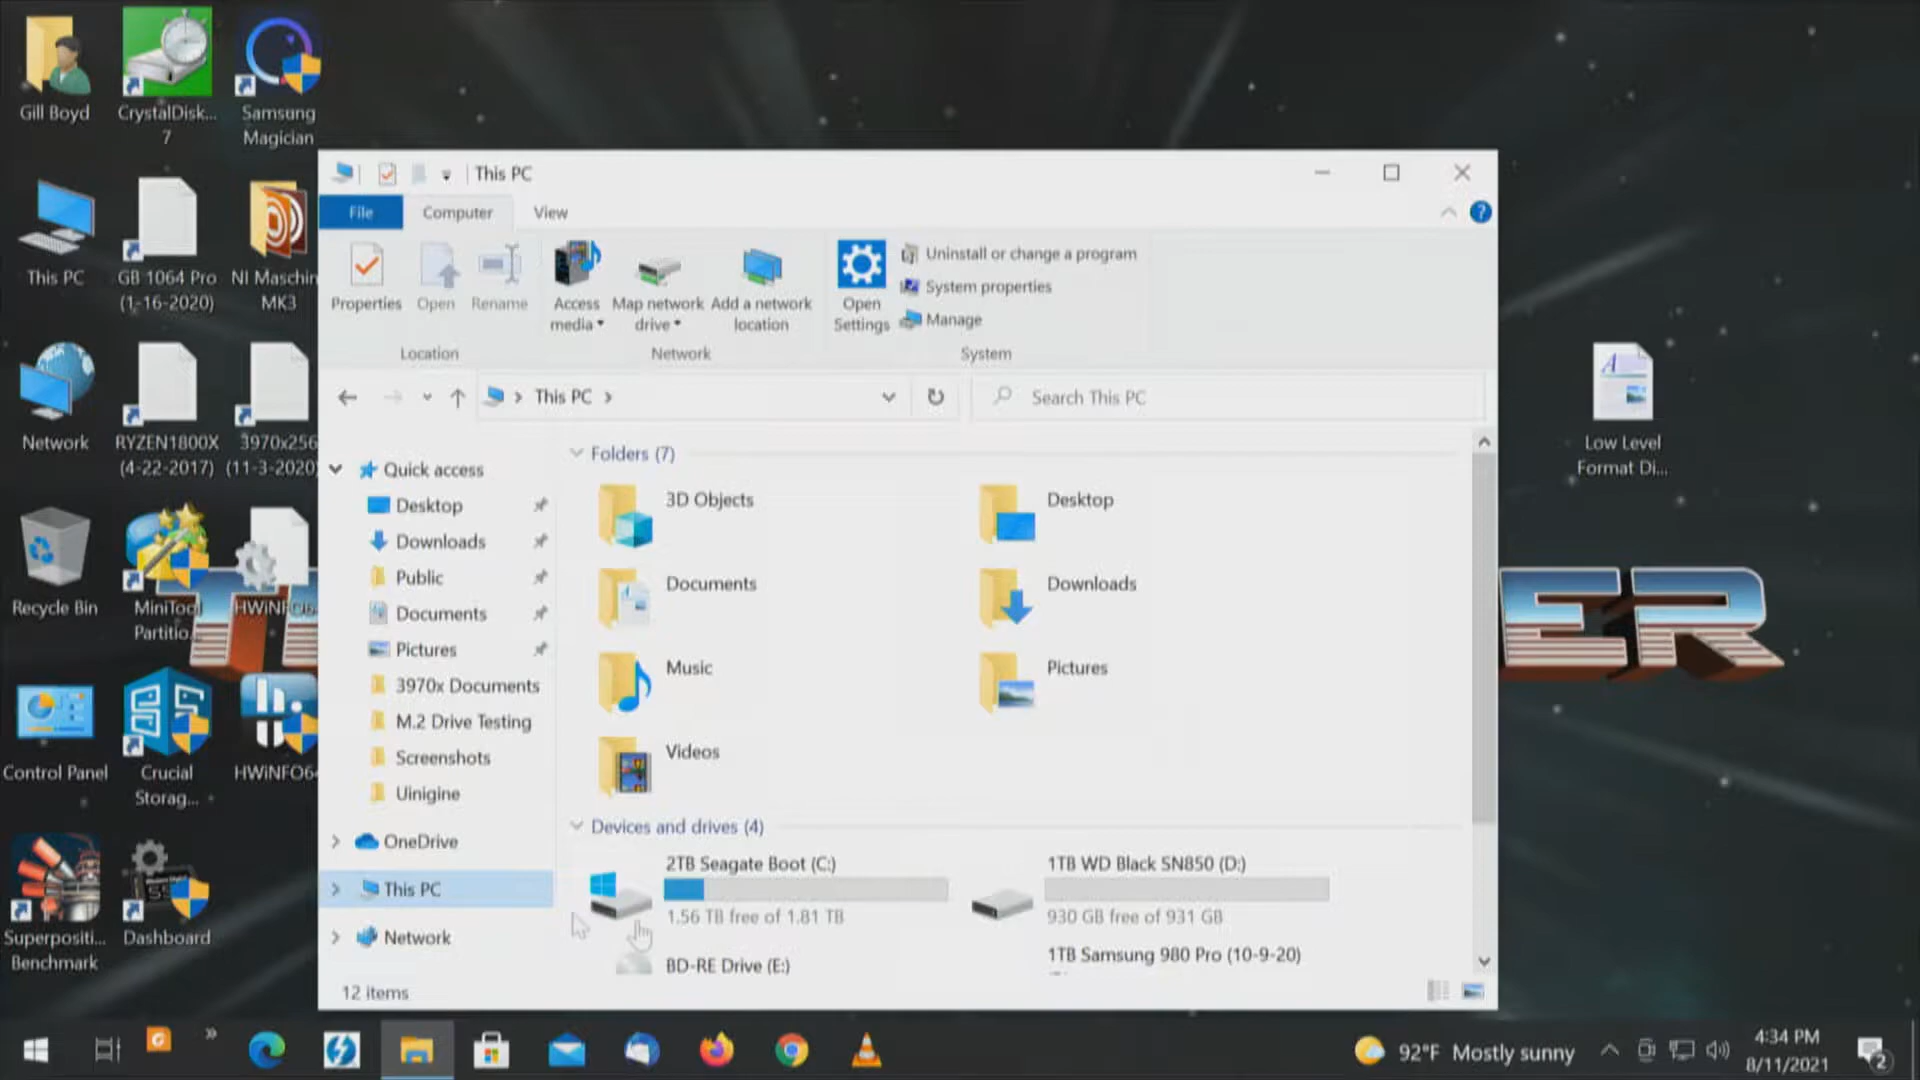 Gill Boyd
CrystalDisk...
7
Samsung
Magician
This PC
GB 1064 Pro
(1-16-2020)
NI Maschin
MK3
Network
RYZEN1800X
(4-22-2017)
3970x256
(11-3-2020)
Recycle Bin
MiniTool
Partitio...
Control Panel
Crucial
Storag...
HWiNFO64
Superpositi...
Benchmark
Dashboard
This PC
File
Computer
View
Properties
Open
Rename
Access
media
Map network
drive
Add a network
location
Open
Settings
Uninstall or change a program
System properties
Manage
Location
Network
System
This PC
Search This PC
Quick access
Desktop
Downloads
Public
Documents
Pictures
3970x Documents
M.2 Drive Testing
Screenshots
Uinigine
OneDrive
This PC
Network
Folders (7)
3D Objects
Desktop
Documents
Downloads
Music
Pictures
Videos
Devices and drives (4)
2TB Seagate Boot (C:)
1.56 TB free of 1.81 TB
1TB WD Black SN850 (D:)
930 GB free of 931 GB
BD-RE Drive (E:)
1TB Samsung 980 Pro (10-9-20)
12 items
Low Level
Format Di...
ER
92°F Mostly sunny
4:34 PM
8/11/2021
2